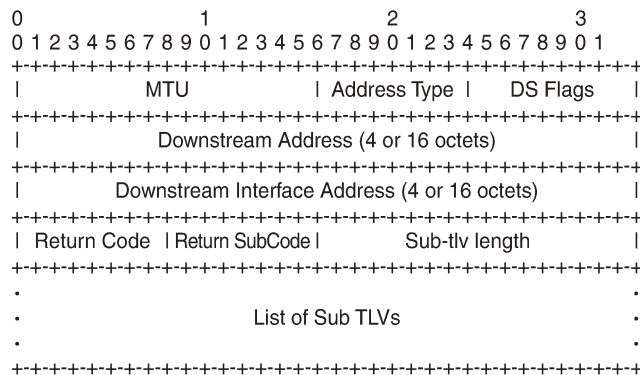 0 1 2 3
0 1 2 3 4 5 6 7 8 9 0 1 2 3 4 5 6 7 8 9 0 1 2 3 4 5 6 7 8 9 0 1
+-+-+-+-+-+-+-+-+-+-+-+-+-+-+-+-+-+-+-+-+-+-+-+-+-+-+-+-+-+-+-+-+-+
| MTU | Address Type | DS Flags |
+-+-+-+-+-+-+-+-+-+-+-+-+-+-+-+-+-+-+-+-+-+-+-+-+-+-+-+-+-+-+-+-+-+
| Downstream Address (4 or 16 octets) |
+-+-+-+-+-+-+-+-+-+-+-+-+-+-+-+-+-+-+-+-+-+-+-+-+-+-+-+-+-+-+-+-+-+
| Downstream Interface Address (4 or 16 octets) |
+-+-+-+-+-+-+-+-+-+-+-+-+-+-+-+-+-+-+-+-+-+-+-+-+-+-+-+-+-+-+-+-+-+
| Return Code | Return SubCode | Sub-tlv length |
+-+-+-+-+-+-+-+-+-+-+-+-+-+-+-+-+-+-+-+-+-+-+-+-+-+-+-+-+-+-+-+-+-+
. .
. List of Sub TLVs .
. .
+-+-+-+-+-+-+-+-+-+-+-+-+-+-+-+-+-+-+-+-+-+-+-+-+-+-+-+-+-+-+-+-+-+